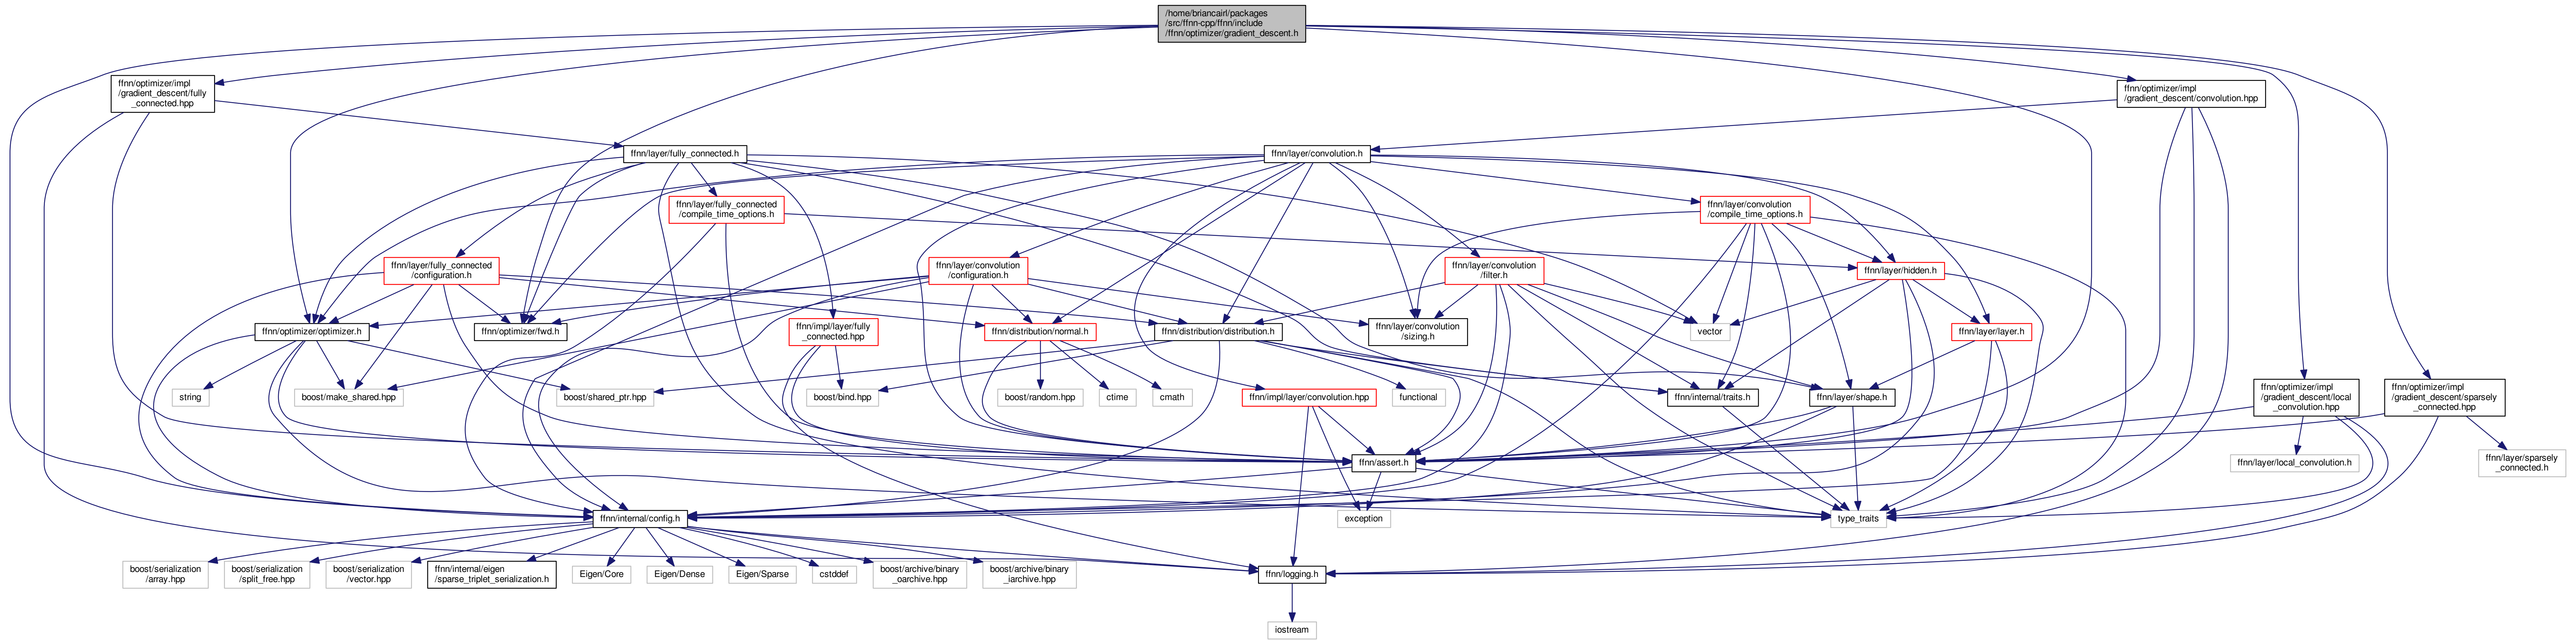 /home/briancairl/packages
/src/ffnn-cpp/ffnn/include
/ffnn/optimizer/gradient_descent.h
ffnn/optimizer/impl
/gradient_descent/fully
_connected.hpp
ffnn/optimizer/impl
/gradient_descent/convolution.hpp
ffnn/layer/fully_connected.h
ffnn/layer/convolution.h
ffnn/layer/fully_connected
/compile_time_options.h
ffnn/layer/convolution
/compile_time_options.h
ffnn/layer/fully_connected
/configuration.h
ffnn/layer/convolution
/configuration.h
ffnn/layer/convolution
/filter.h
ffnn/layer/hidden.h
ffnn/optimizer/optimizer.h
ffnn/optimizer/fwd.h
ffnn/impl/layer/fully
_connected.hpp
ffnn/distribution/normal.h
ffnn/distribution/distribution.h
ffnn/layer/convolution
/sizing.h
vector
ffnn/layer/layer.h
string
boost/make_shared.hpp
boost/shared_ptr.hpp
boost/bind.hpp
boost/random.hpp
ctime
cmath
ffnn/impl/layer/convolution.hpp
functional
ffnn/internal/traits.h
ffnn/layer/shape.h
ffnn/optimizer/impl
/gradient_descent/local
_convolution.hpp
ffnn/optimizer/impl
/gradient_descent/sparsely
_connected.hpp
ffnn/assert.h
ffnn/layer/local_convolution.h
ffnn/layer/sparsely
_connected.h
ffnn/internal/config.h
exception
type_traits
boost/serialization
/array.hpp
boost/serialization
/split_free.hpp
boost/serialization
/vector.hpp
ffnn/internal/eigen
/sparse_triplet_serialization.h
Eigen/Core
Eigen/Dense
Eigen/Sparse
cstddef
boost/archive/binary
_oarchive.hpp
boost/archive/binary
_iarchive.hpp
ffnn/logging.h
iostream